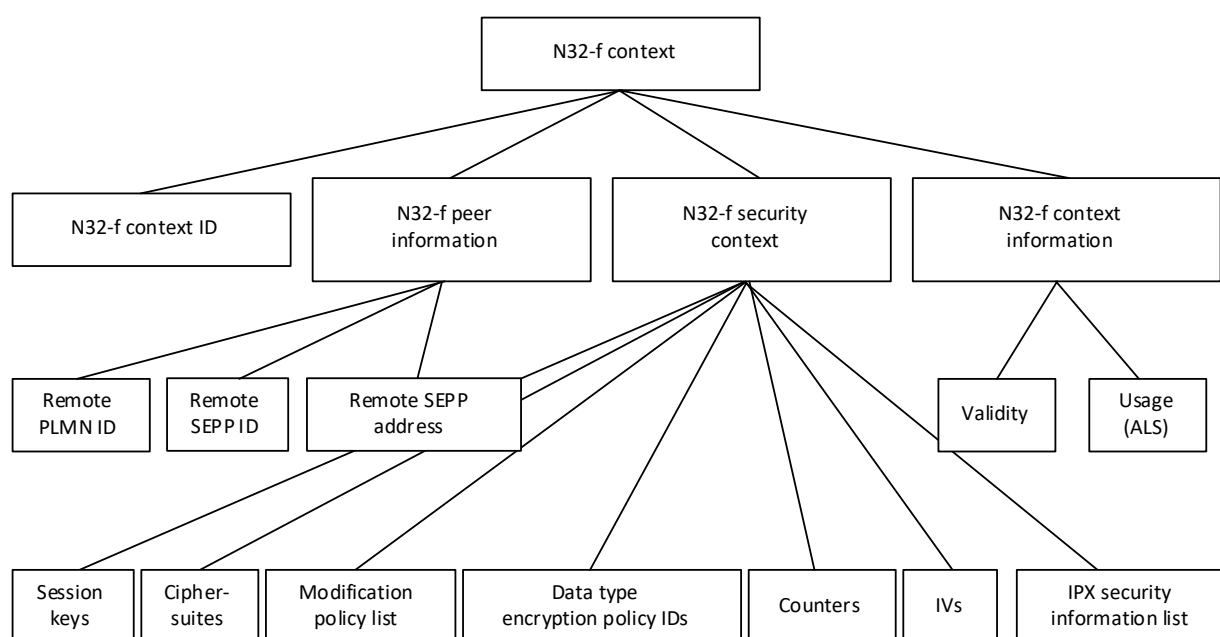 N32-f context
N32-f context ID
N32-f peer
information
N32-f security
context
N32-f context
information
Remote
PLMN ID
Remote
SEPP ID
Remote SEPP
address
Validity
Usage
(ALS)
Session
keys
Cipher-
suites
Modification
policy list
Data type
encryption policy IDs
Counters
IVs
IPX security
information list